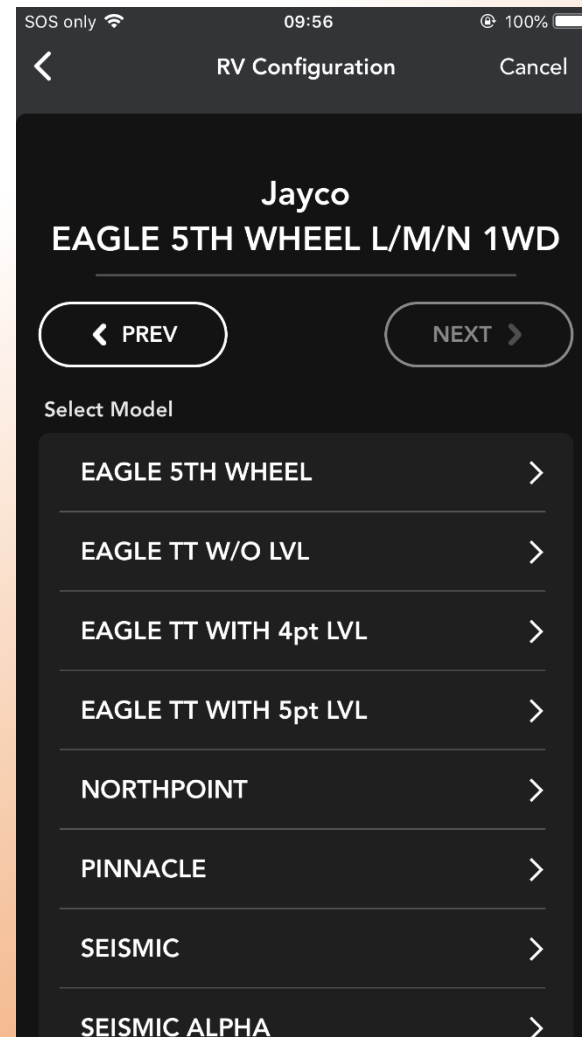 SOS only 09:56 100%
RV Configuration Cancel
Jayco
EAGLE 5TH WHEEL L/M/N 1WD
PREV NEXT
Select Model
EAGLE 5TH WHEEL
EAGLE TT W/O LVL
EAGLE TT WITH 4pt LVL
EAGLE TT WITH 5pt LVL
NORTHPOINT
PINNACLE
SEISMIC
SEISMIC ALPHA